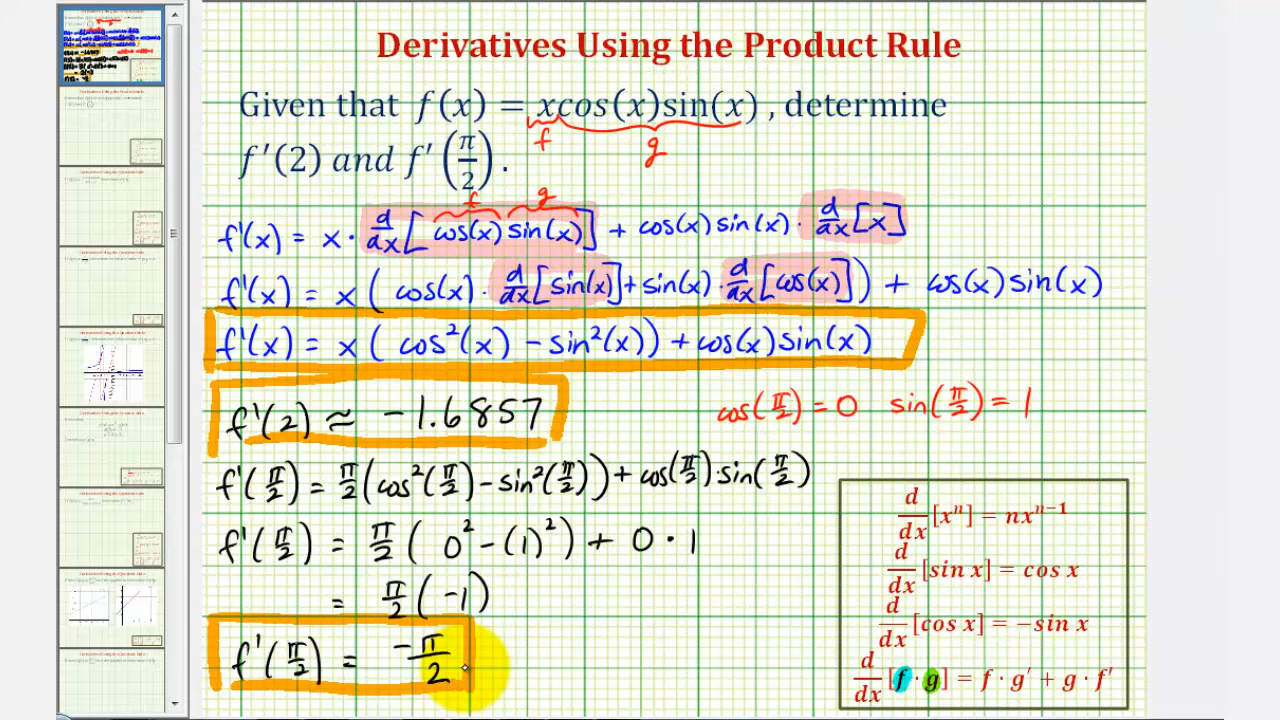 Derivatives Using the Product Rule
Given that f(x) = xcos(x)sin(x) , determine
f g
f′(2) and f′(π/2) .
f g
f'(x) = x · d/dx [cos(x) sin(x)] + cos(x) sin(x) · d/dx [x]
f'(x) = x ( cos(x) · d/dx [sin(x)] + sin(x) · d/dx [cos(x)] ) + cos(x) sin(x)
f'(x) = x ( cos²(x) − sin²(x) ) + cos(x) sin(x)
f'(2) ≈ −1.6857
cos(π/2) = 0 sin(π/2) = 1
f'(π/2) = π/2 ( cos²(π/2) − sin²(π/2) ) + cos(π/2) · sin(π/2)
f'(π/2) = π/2 ( 0² − (1)² ) + 0 · 1
= π/2 ( −1 )
f'(π/2) = −π/2
d/dx [xⁿ] = nxⁿ⁻¹
d/dx [sin x] = cos x
d/dx [cos x] = −sin x
d/dx [f · g] = f · g′ + g · f′